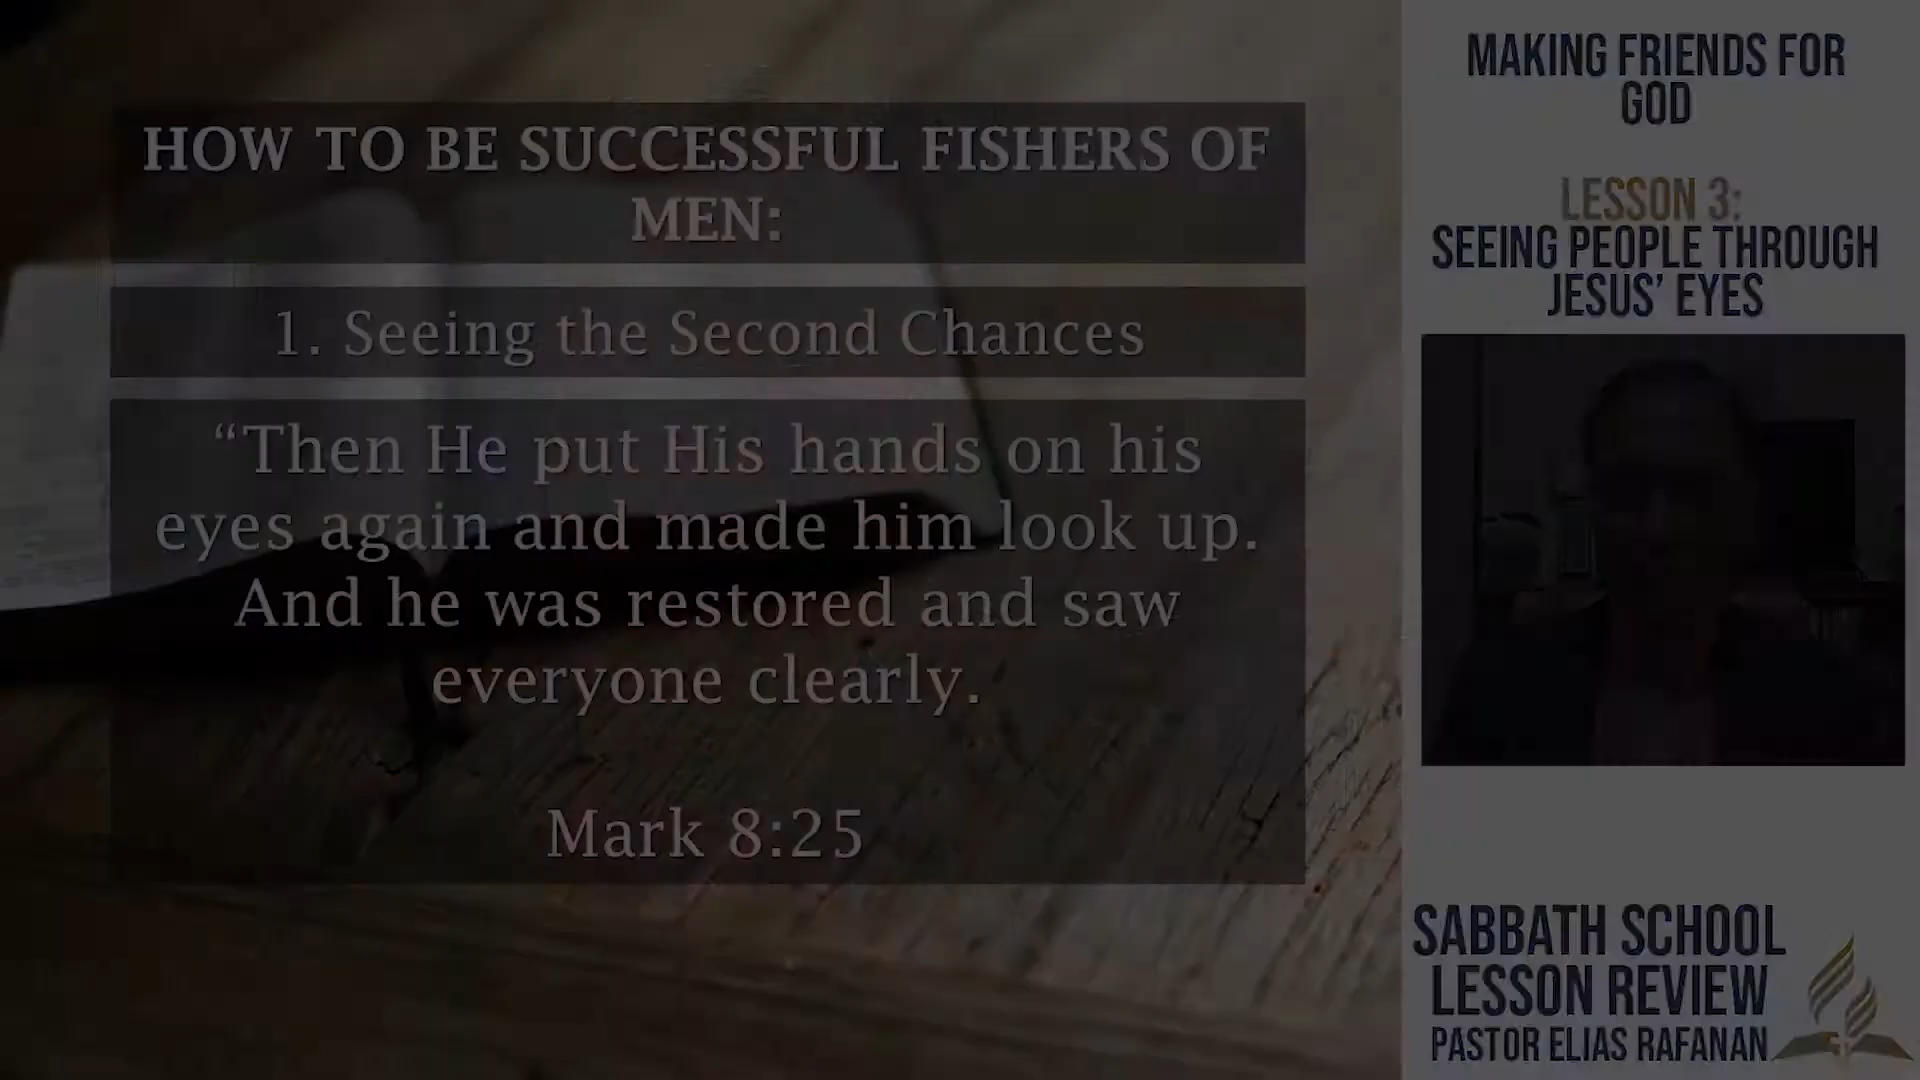 HOW TO BE SUCCESSFUL FISHERS OF
MEN:
1. Seeing the Second Chances
“Then He put His hands on his
eyes again and made him look up.
And he was restored and saw
everyone clearly.
Mark 8:25
MAKING FRIENDS FOR
GOD
LESSON 3:
SEEING PEOPLE THROUGH
JESUS’ EYES
SABBATH SCHOOL
LESSON REVIEW
PASTOR ELIAS RAFANAN